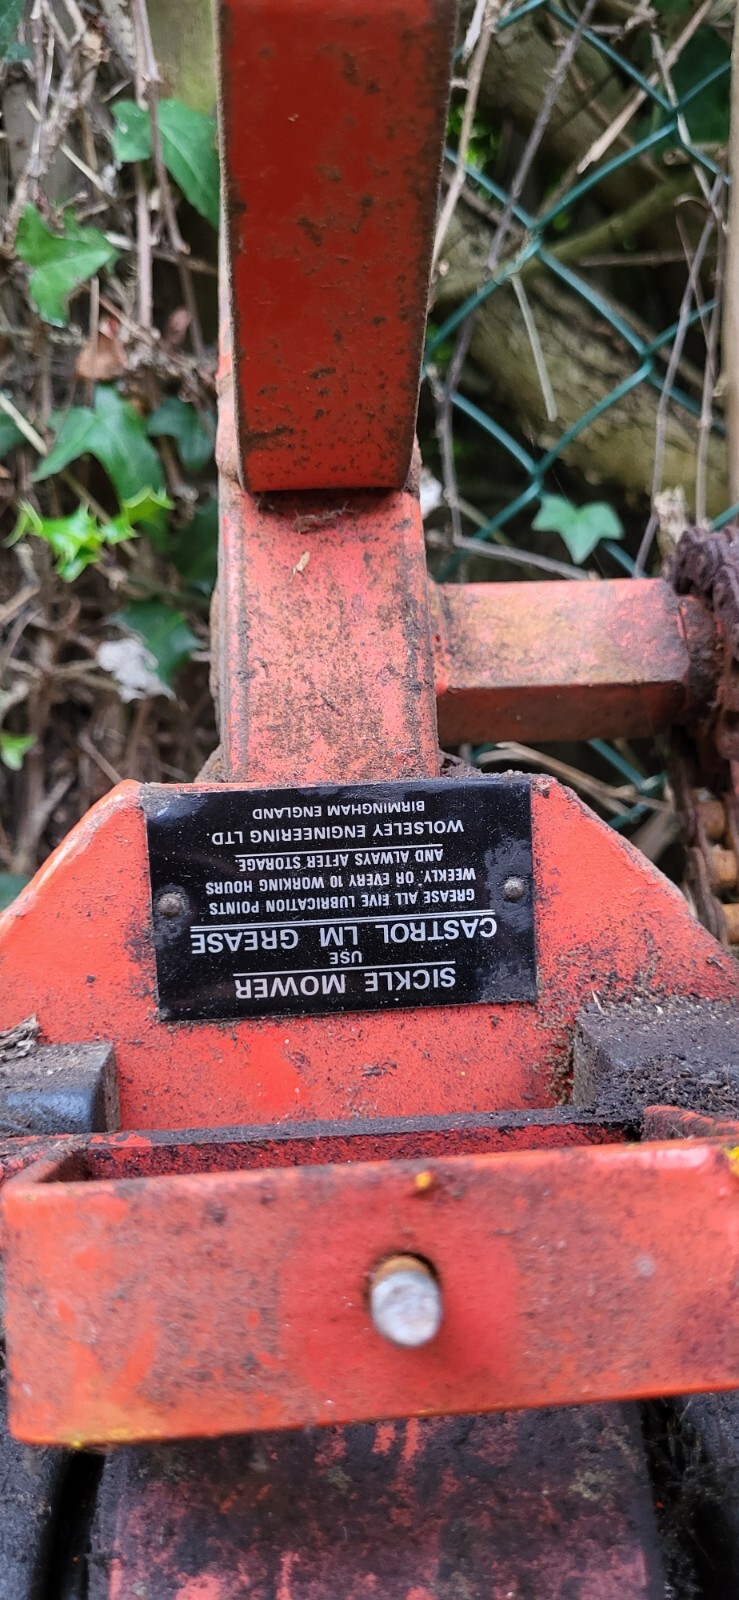 SICKLE MOWER
USE
CASTROL LM GREASE
GREASE ALL FIVE LUBRICATION POINTS
WEEKLY, OR EVERY 10 WORKING HOURS
AND ALWAYS AFTER STORAGE
WOLSELEY ENGINEERING LTD.
BIRMINGHAM ENGLAND